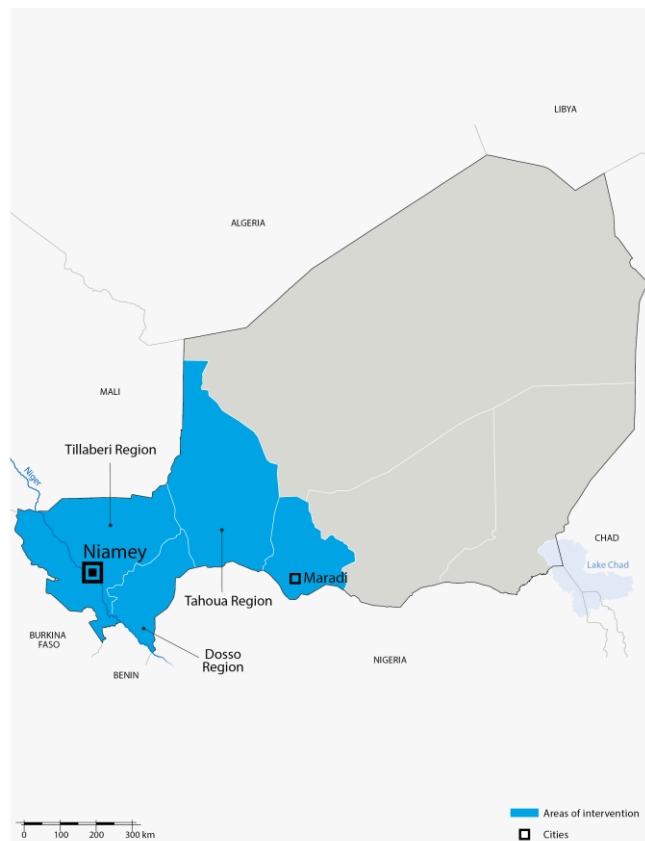 LIBYA
ALGERIA
MALI
Tillaberi Region
Niger
Niamey
CHAD
Lake Chad
Maradi
Tahoua Region
BURKINA
FASO
Dosso
Region
NIGERIA
BENIN
Areas of intervention
0 100 200 300 km
Cities